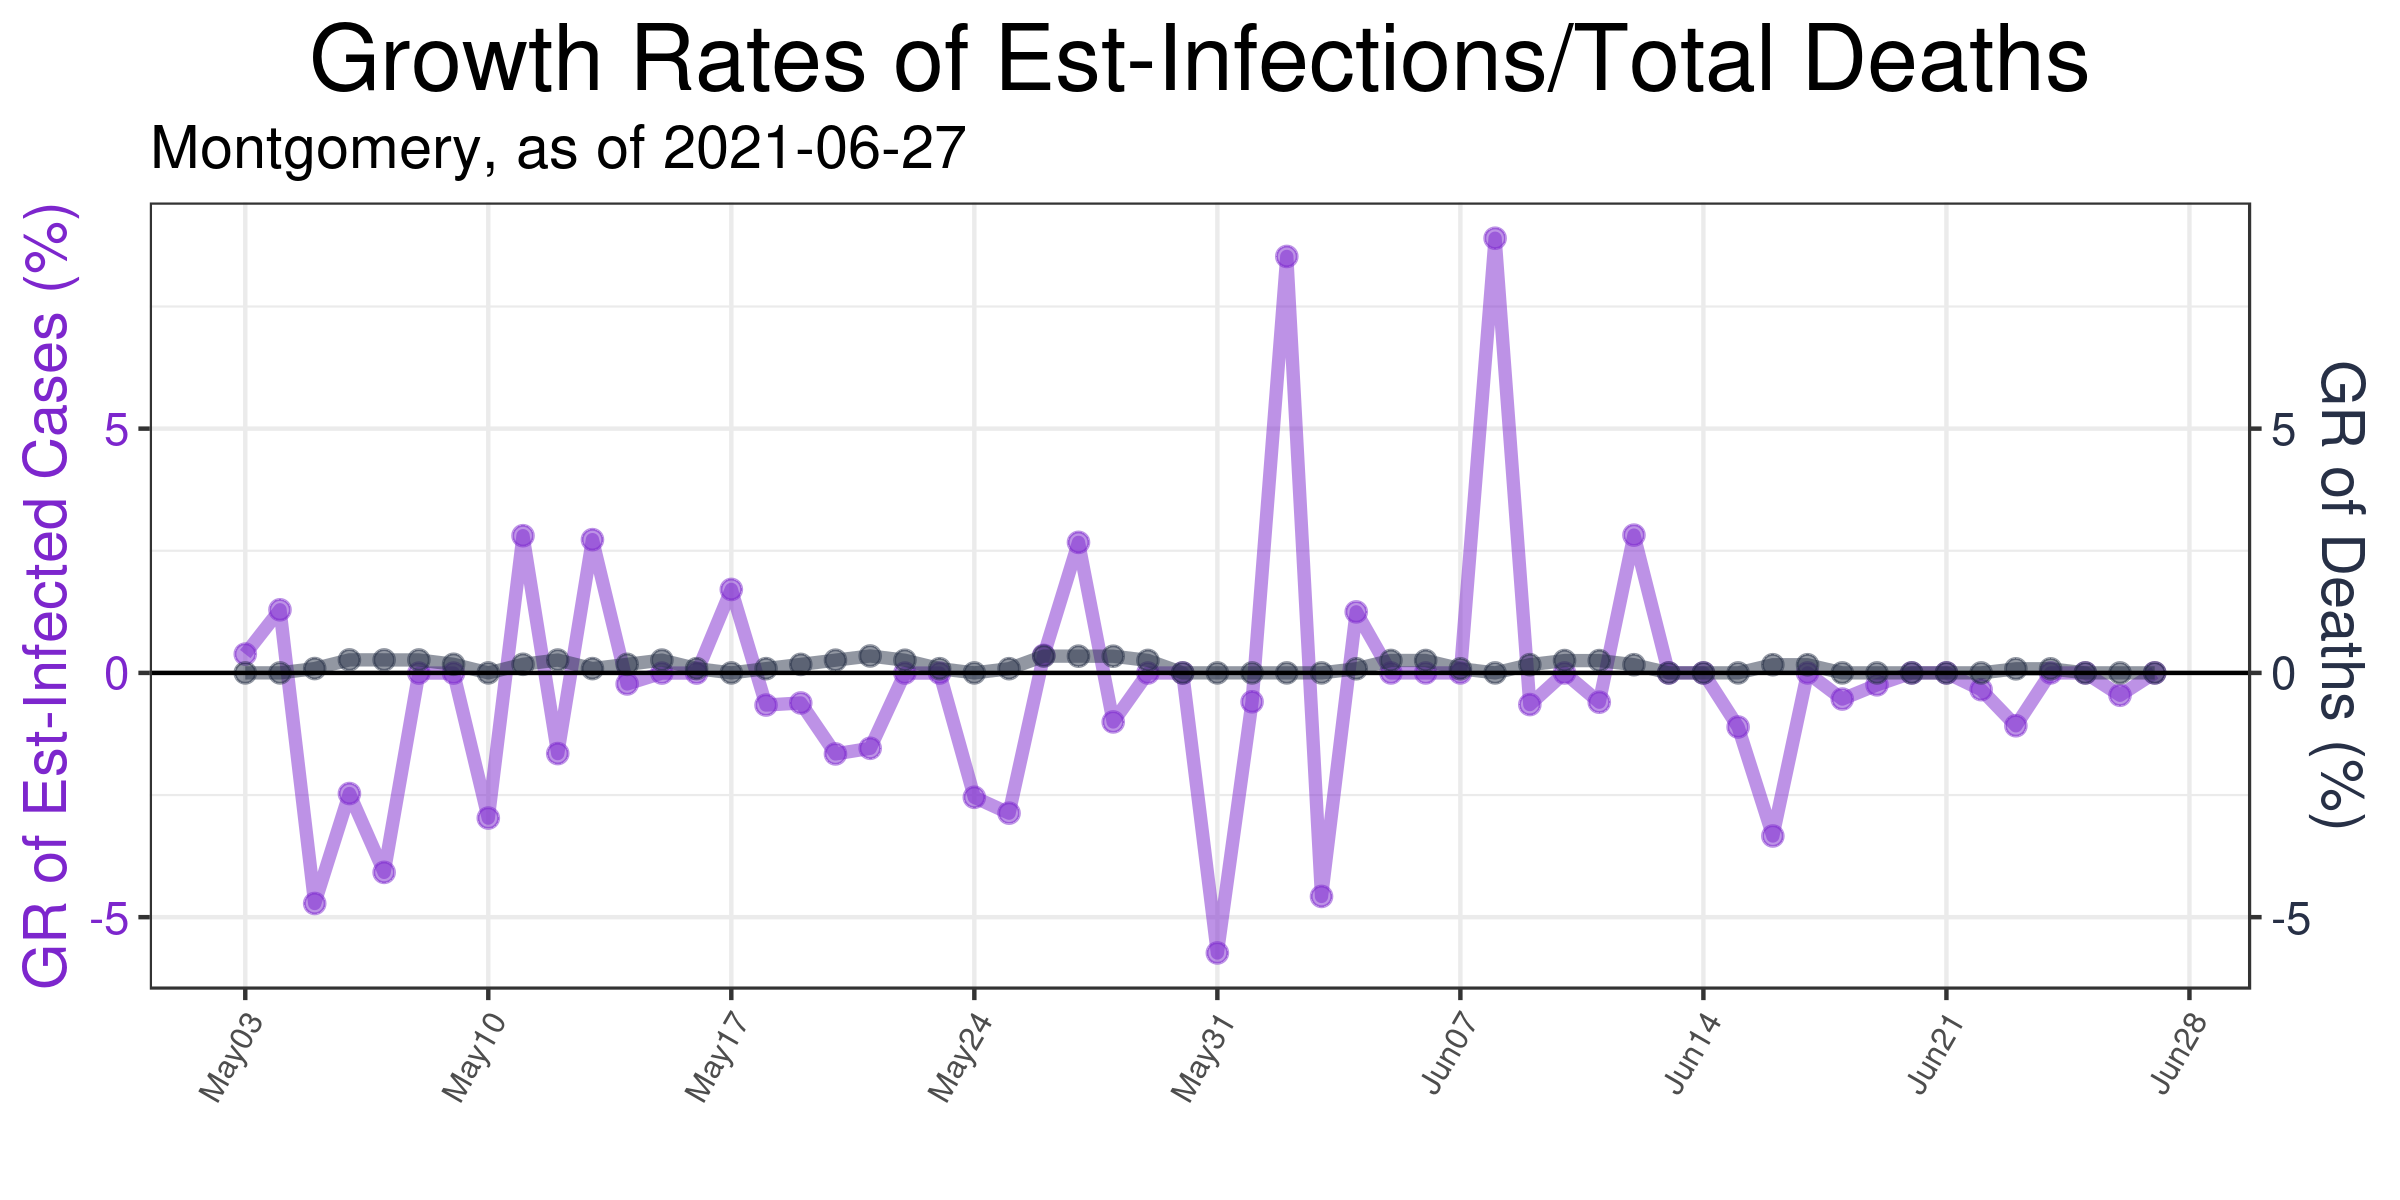 Growth Rates of Est-Infections/Total Deaths
Montgomery, as of 2021-06-27
GR of Est-Infected Cases (%)
5
0
-5
GR of Deaths (%)
5
0
-5
May03
May10
May17
May24
May31
Jun07
Jun14
Jun21
Jun28